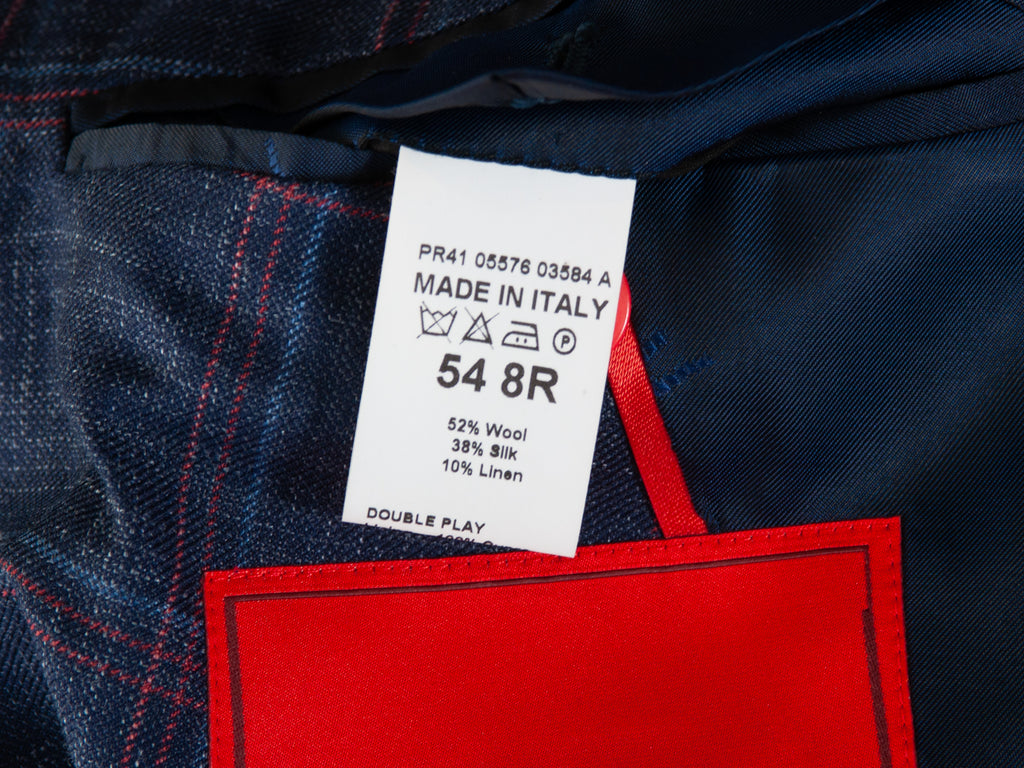 PR41 05576 03584 A
MADE IN ITALY
P
54 8R
52% Wool
38% Silk
10% Linen
DOUBLE PLAY